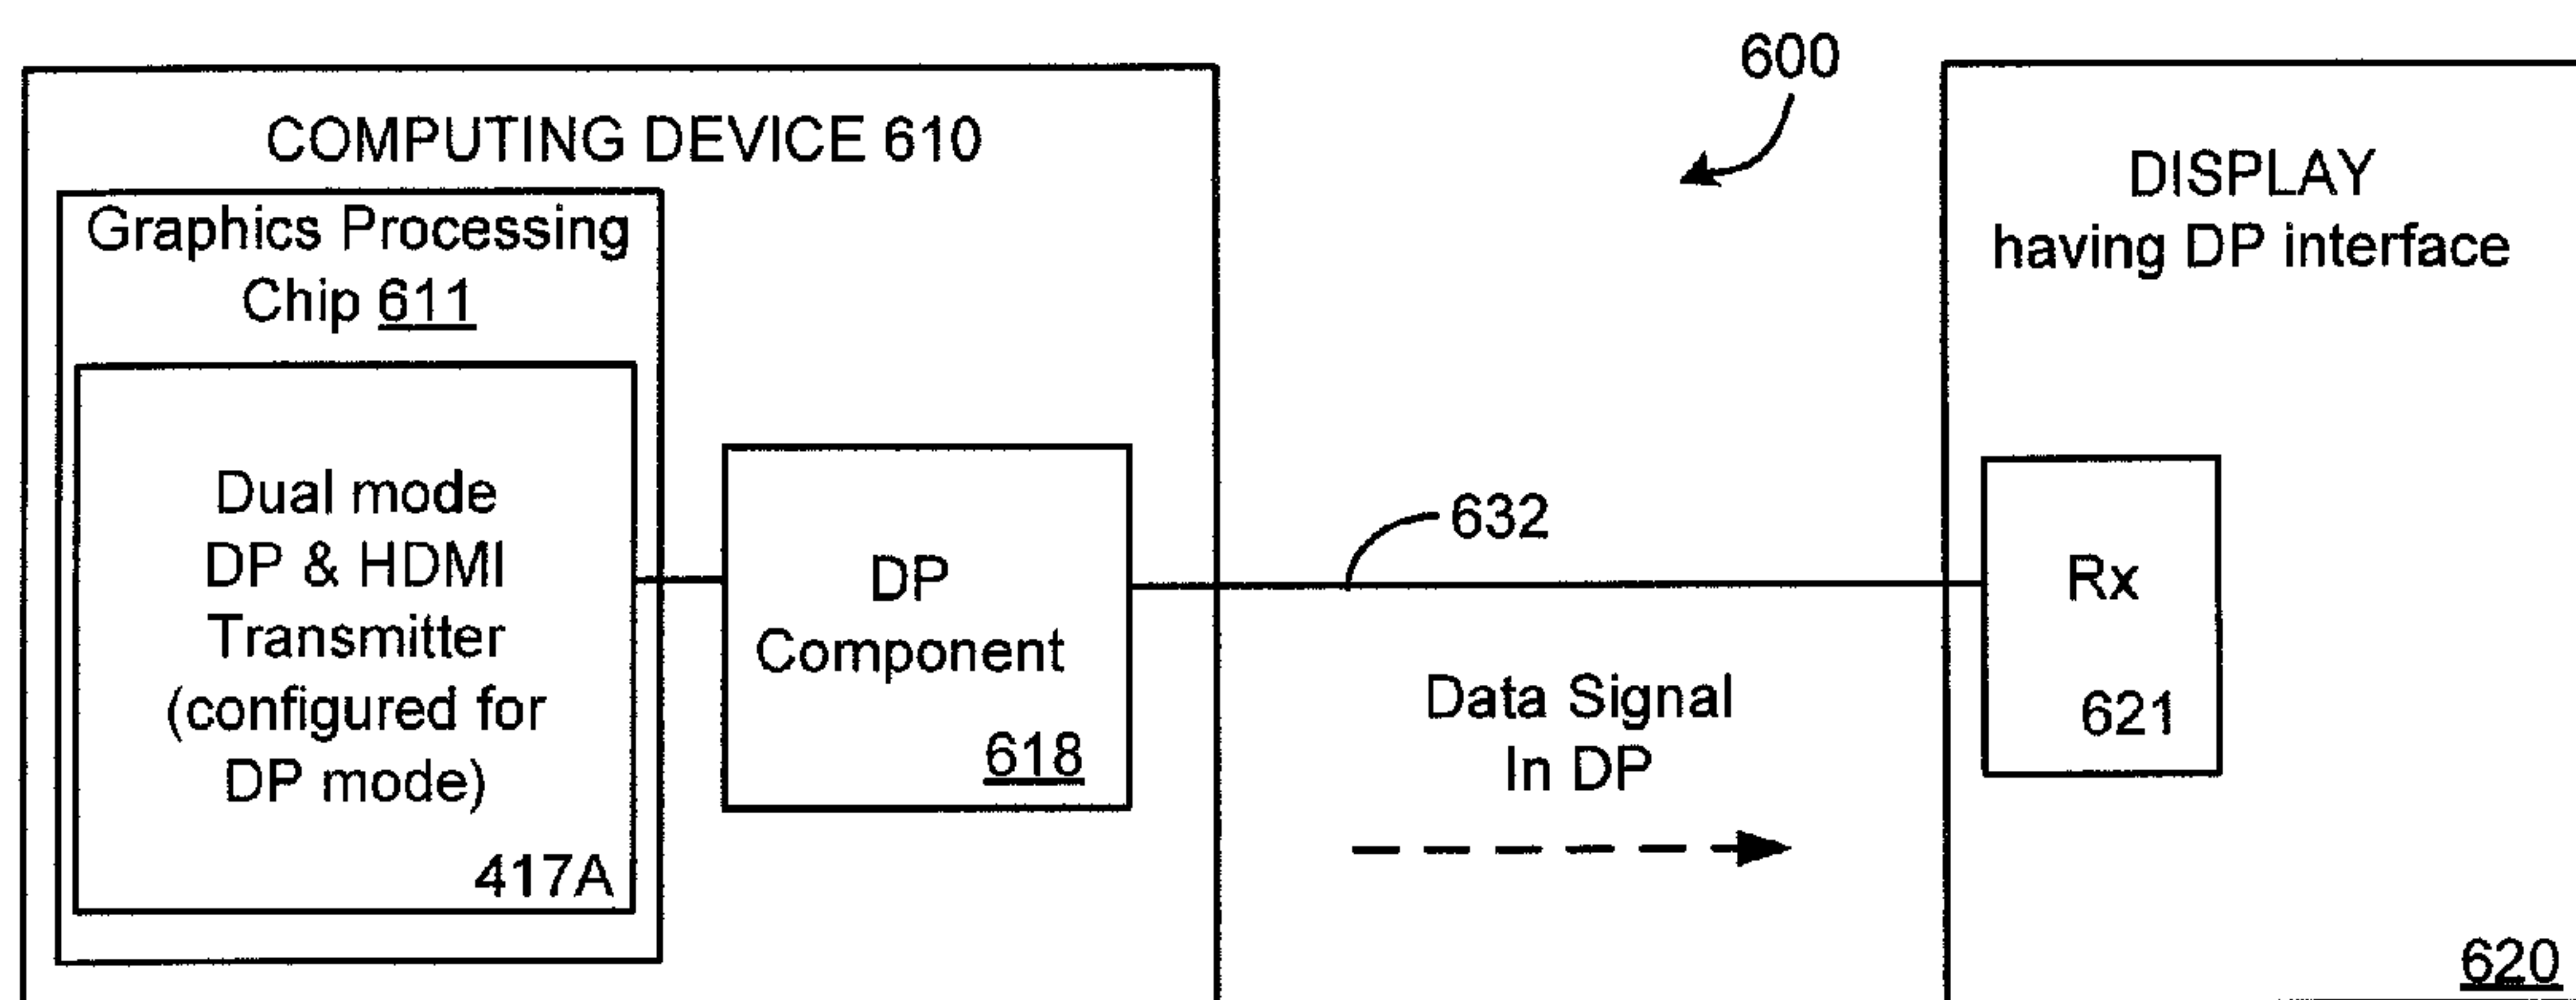 600
COMPUTING DEVICE 610
Graphics Processing
Chip 611
Dual mode
DP & HDMI
Transmitter
(configured for
DP mode)
417A
DP
Component
618
632
Data Signal
In DP
DISPLAY
having DP interface
Rx
621
620